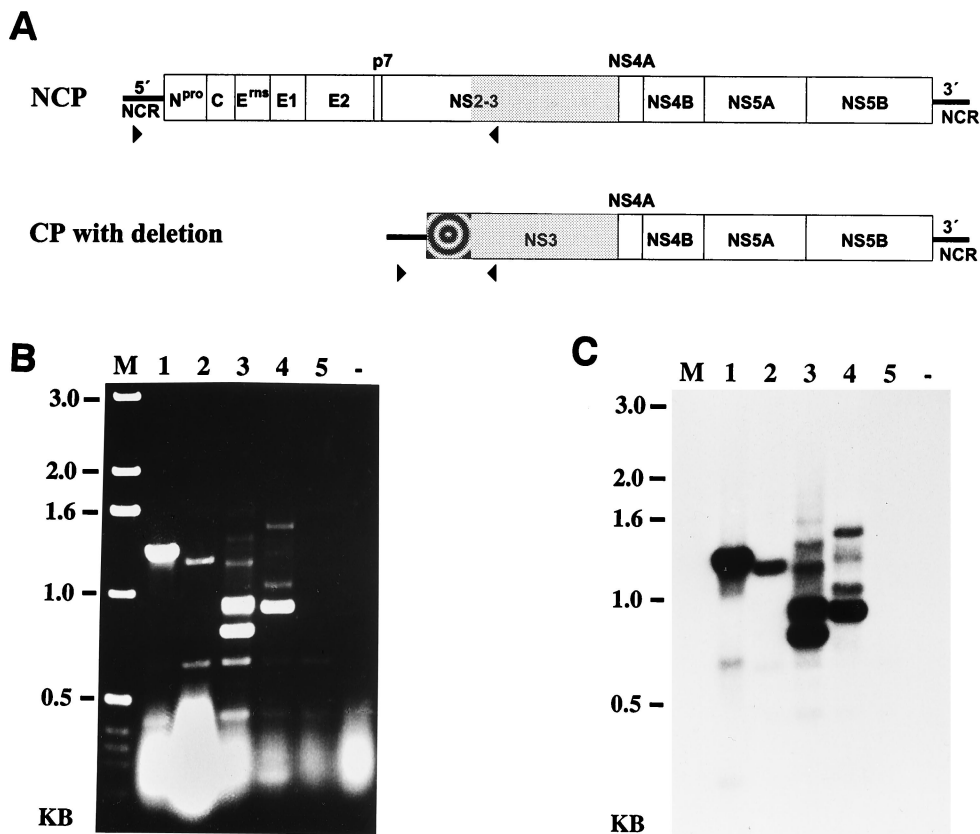 A
p7
NS4A
NCP
5´
NCR
N^pro C E^rns E1 E2 NS2-3 NS4B NS5A NS5B
3´
NCR
NS4A
CP with deletion
NS3 NS4B NS5A NS5B
3´
NCR
B
M 1 2 3 4 5 -
3.0
2.0
1.6
1.0
0.5
KB
C
M 1 2 3 4 5 -
3.0
2.0
1.6
1.0
0.5
KB